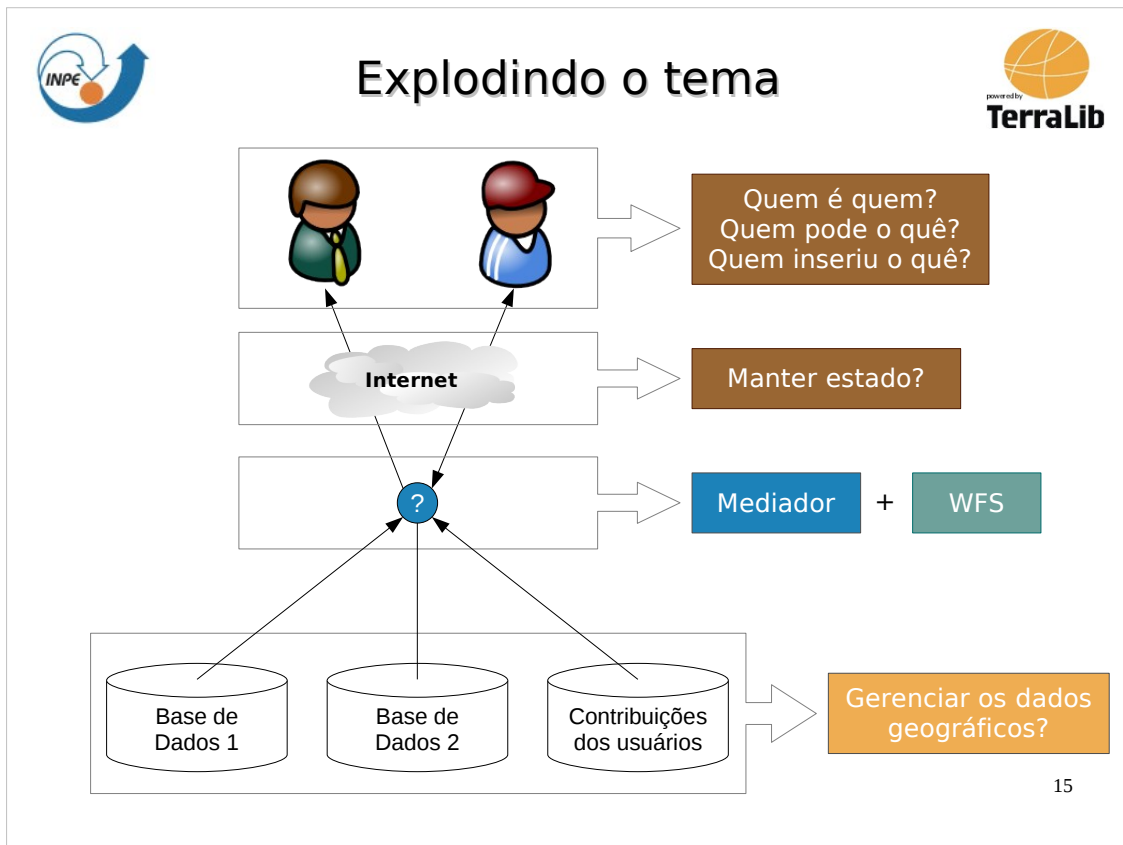 INPE
Explodindo o tema
powered by
TerraLib
Quem é quem?
Quem pode o quê?
Quem inseriu o quê?
Internet
Manter estado?
?
Mediador
+
WFS
Base de
Dados 1
Base de
Dados 2
Contribuições
dos usuários
Gerenciar os dados
geográficos?
15